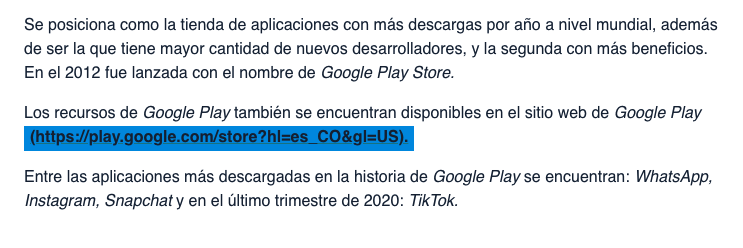 Se posiciona como la tienda de aplicaciones con más descargas por año a nivel mundial, además
de ser la que tiene mayor cantidad de nuevos desarrolladores, y la segunda con más beneficios.
En el 2012 fue lanzada con el nombre de Google Play Store.
Los recursos de Google Play también se encuentran disponibles en el sitio web de Google Play
(https://play.google.com/store?hl=es_CO&gl=US).
Entre las aplicaciones más descargadas en la historia de Google Play se encuentran: WhatsApp,
Instagram, Snapchat y en el último trimestre de 2020: TikTok.